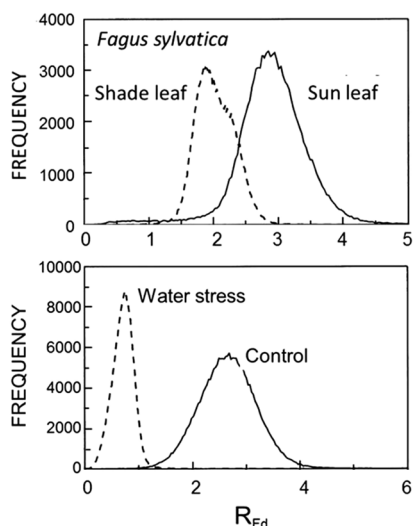 Fagus sylvatica
Shade leaf
Sun leaf
FREQUENCY
4000
3000
2000
1000
0
0 1 2 3 4 5
Water stress
Control
FREQUENCY
10000
8000
6000
4000
2000
0
0 2 4 6
R_Fd